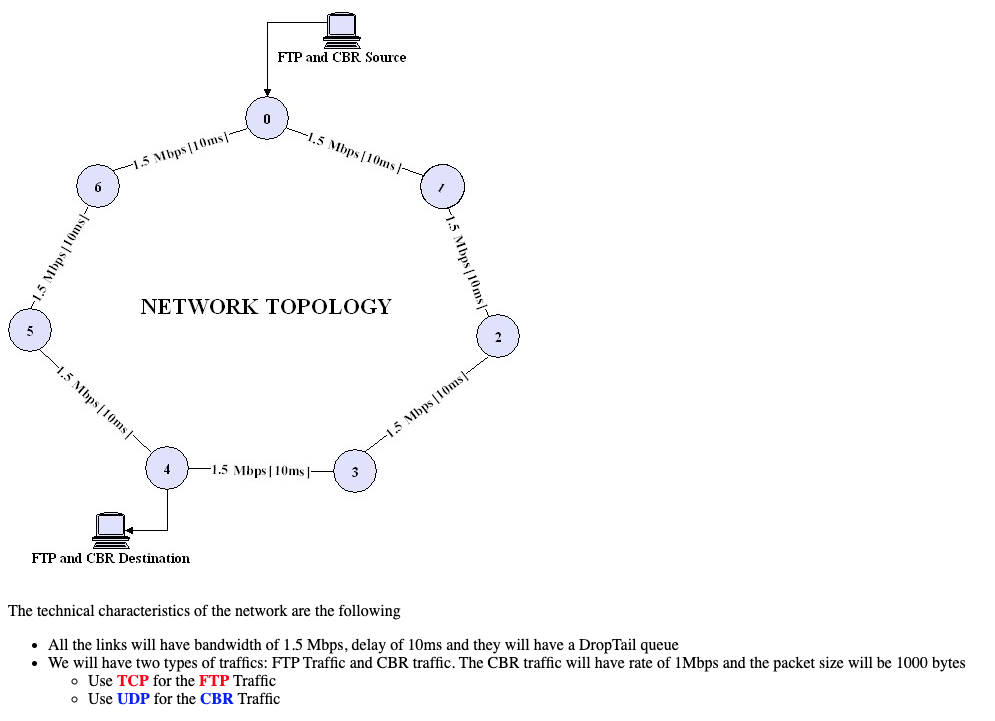 FTP and CBR Source
0
1.5 Mbps[10ms]
1.5 Mbps[10ms]
6
1
1.5 Mbps[10ms]
1.5 Mbps[10ms]
NETWORK TOPOLOGY
5
2
1.5 Mbps[10ms]
1.5 Mbps[10ms]
4
1.5 Mbps[10ms]
3
FTP and CBR Destination
The technical characteristics of the network are the following
• All the links will have bandwidth of 1.5 Mbps, delay of 10ms and they will have a DropTail queue
• We will have two types of traffics: FTP Traffic and CBR traffic. The CBR traffic will have rate of 1Mbps and the packet size will be 1000 bytes
◦ Use TCP for the FTP Traffic
◦ Use UDP for the CBR Traffic